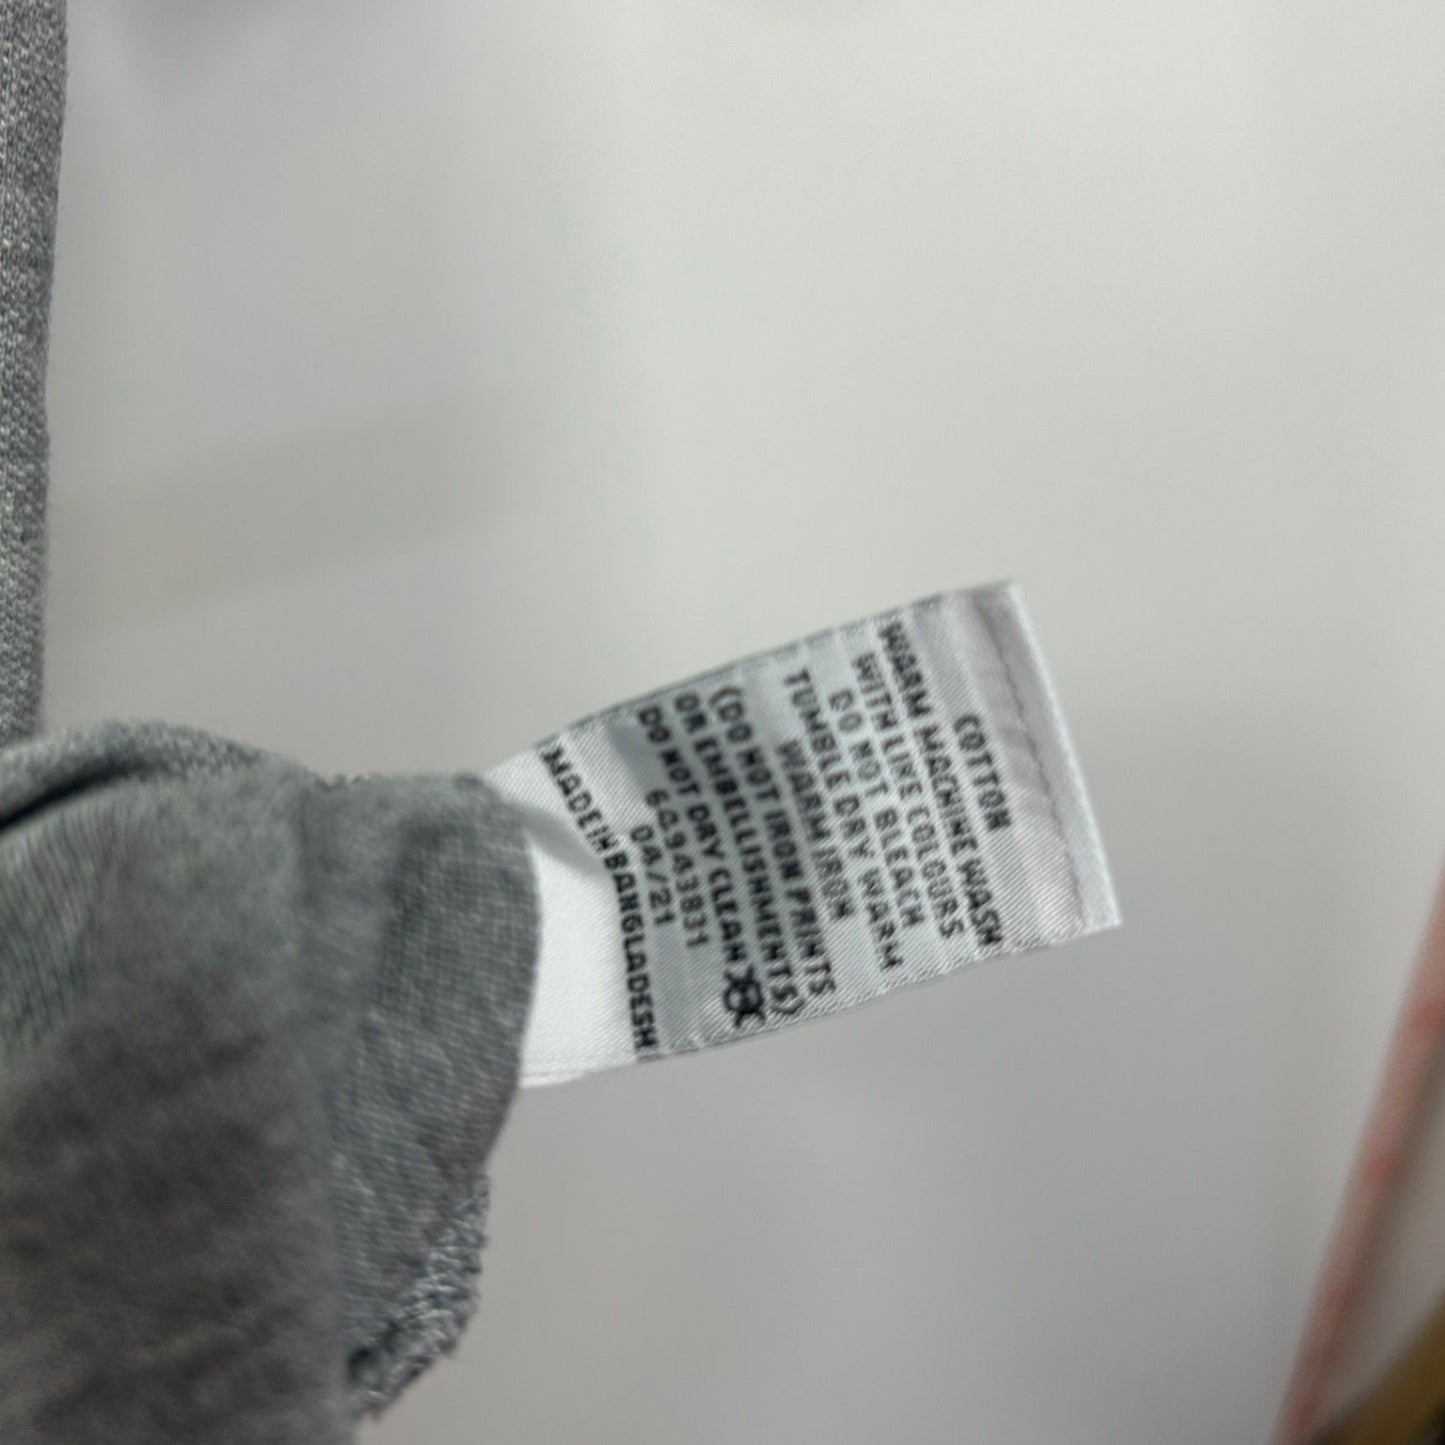 COTTON
WARM MACHINE WASH
WITH LIKE COLOURS
DO NOT BLEACH
TUMBLE DRY WARM
WARM IRON
(DO NOT IRON PRINTS
OR EMBELLISHMENTS)
DO NOT DRY CLEAN
04/21
MADE IN BANGLADESH